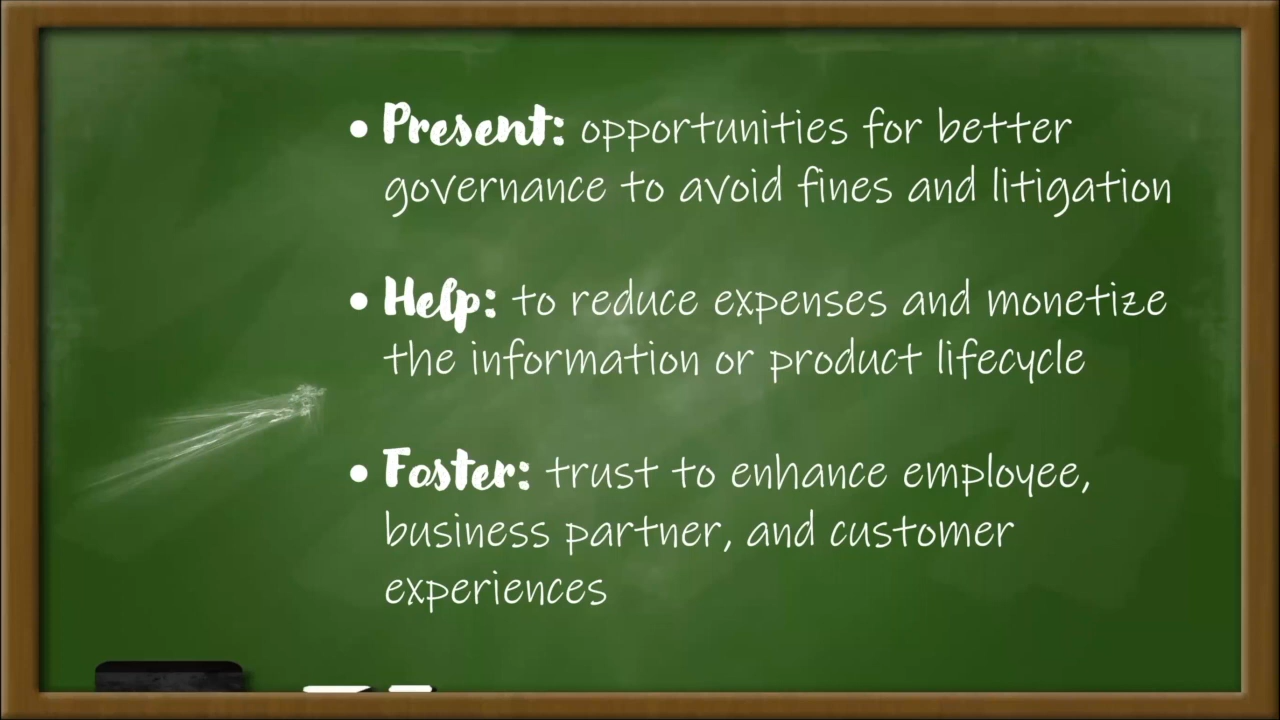 • Present: opportunities for better
governance to avoid fines and litigation
• Help: to reduce expenses and monetize
the information or product lifecycle
• Foster: trust to enhance employee,
business partner, and customer
experiences